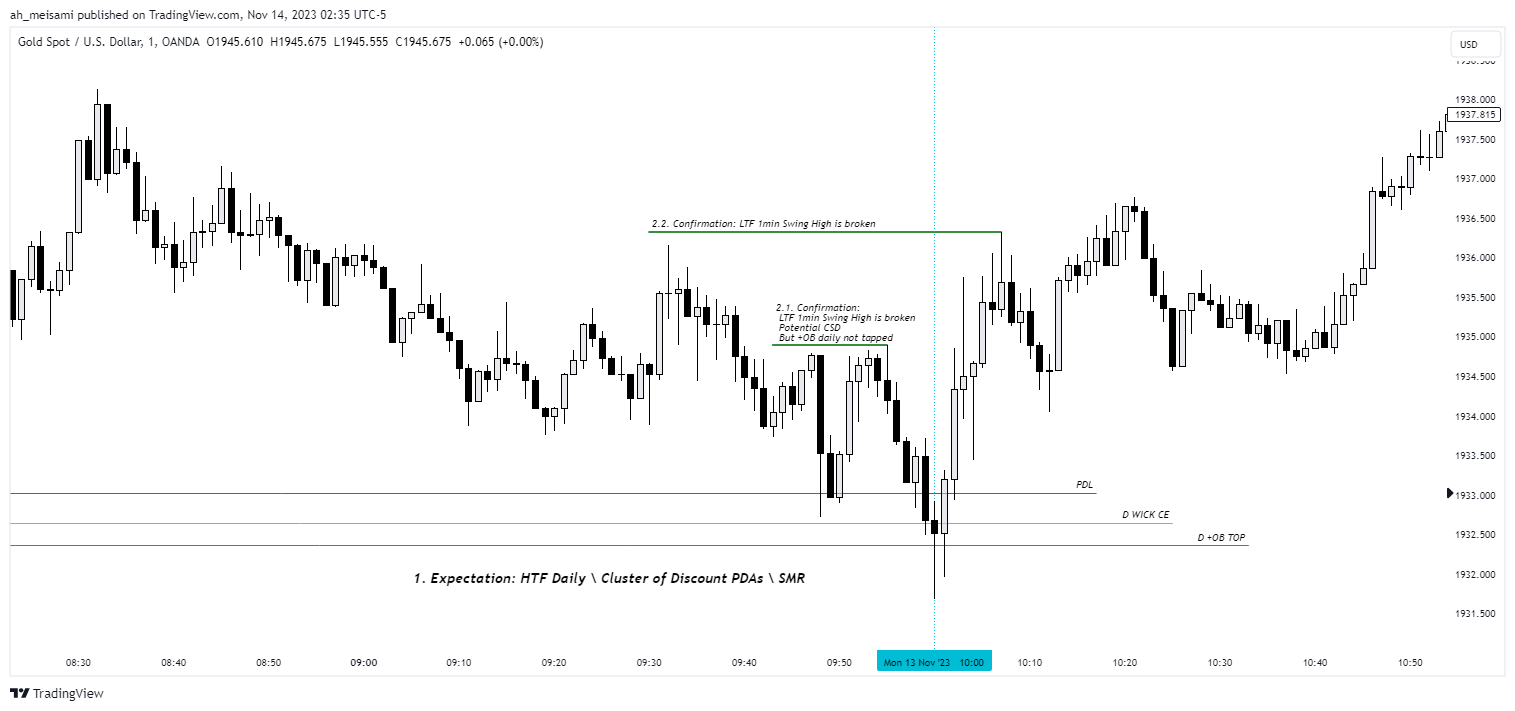 ah_meisami published on TradingView.com, Nov 14, 2023 02:35 UTC-5
Gold Spot / U.S. Dollar, 1, OANDA O1945.610 H1945.675 L1945.555 C1945.675 +0.065 (+0.00%)
USD
1938.000
1937.815
1937.500
1937.000
1936.500
1936.000
1935.500
1935.000
1934.500
1934.000
1933.500
1933.000
1932.500
1932.000
1931.500
2.2. Confirmation: LTF 1min Swing High is broken
2.1. Confirmation:
LTF 1min Swing High is broken
Potential CSD
But +OB daily not tapped
PDL
D WICK CE
D +OB TOP
1. Expectation: HTF Daily \ Cluster of Discount PDAs \ SMR
08:30 08:40 08:50 09:00 09:10 09:20 09:30 09:40 09:50 Mon 13 Nov '23 10:00 10:10 10:20 10:30 10:40 10:50
TradingView